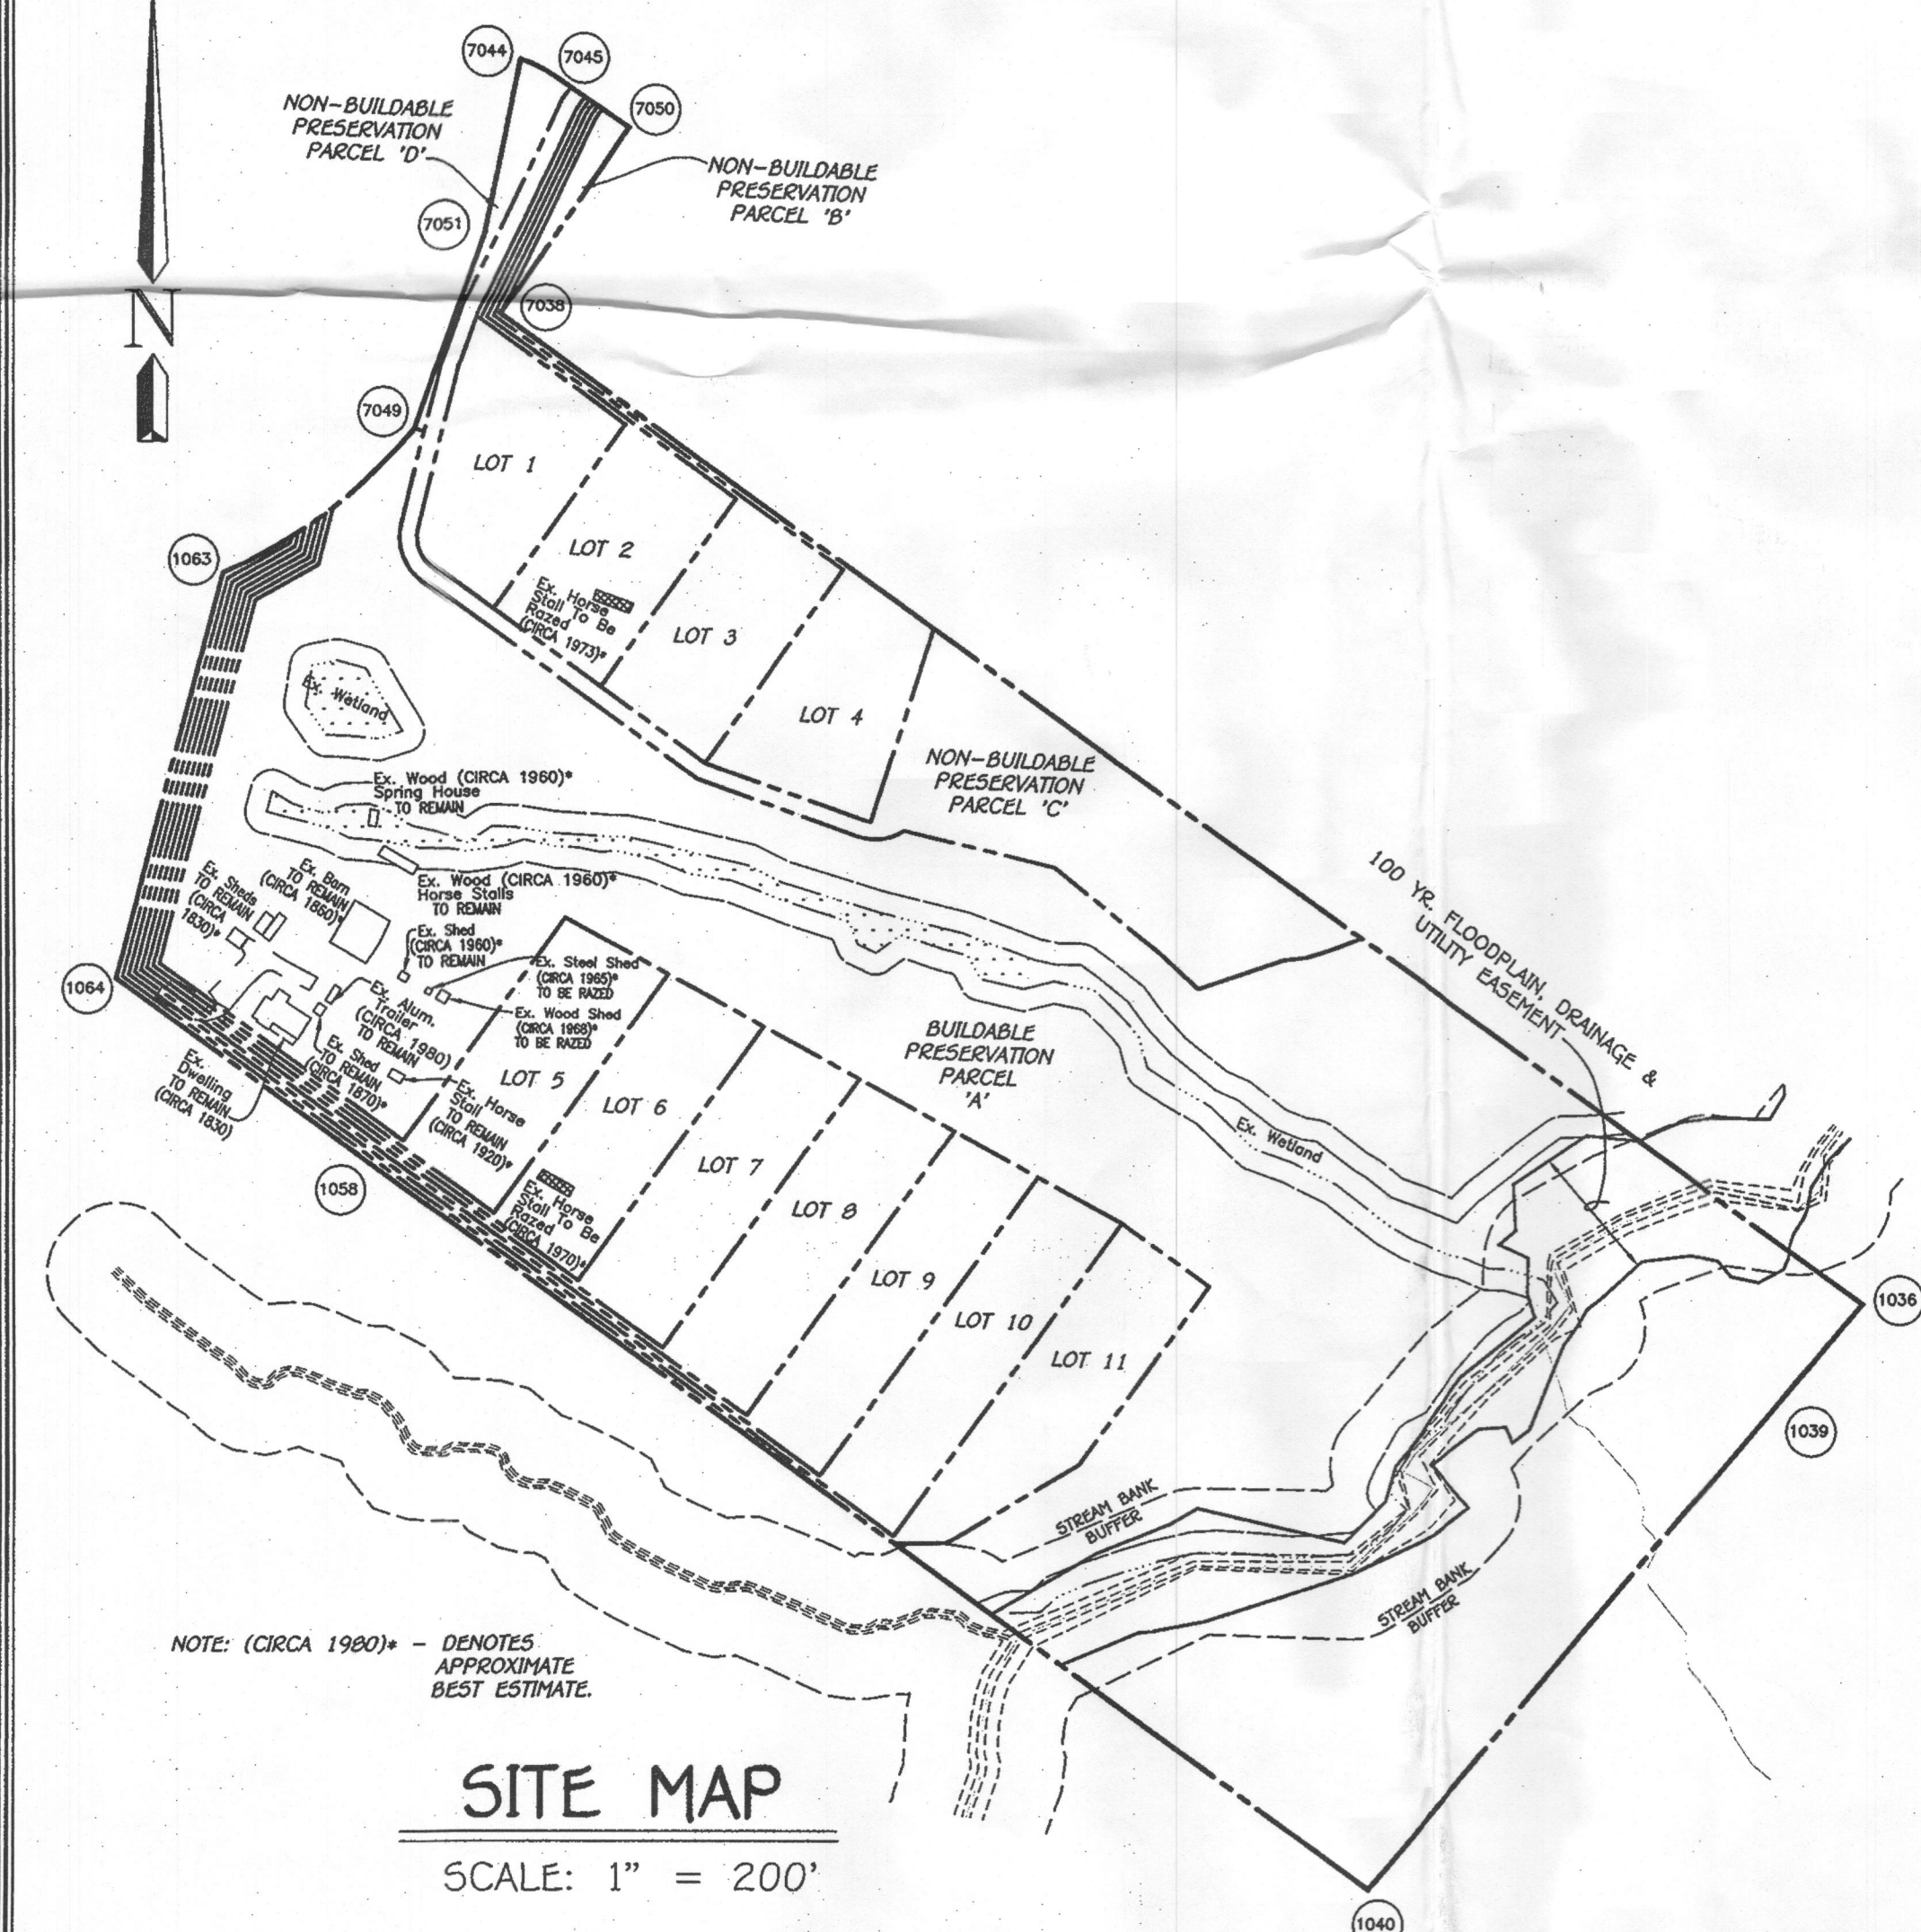 7044
7045
7050
NON-BUILDABLE
PRESERVATION
PARCEL 'D'
NON-BUILDABLE
PRESERVATION
PARCEL 'B'
7051
N
7038
7049
LOT 1
1063
LOT 2
Ex. Horse
Stall To Be
Razed
(CIRCA 1973)*
LOT 3
LOT 4
Ex. Wetland
NON-BUILDABLE
PRESERVATION
PARCEL 'C'
Ex. Wood (CIRCA 1960)*
Spring House
TO REMAIN
100 YR. FLOODPLAIN, DRAINAGE &
UTILITY EASEMENT
Ex. Sheds
TO REMAIN
(CIRCA
1830)*
Ex. Barn
TO REMAIN
(CIRCA 1860)*
Ex. Wood (CIRCA 1960)*
Horse Stalls
TO REMAIN
Ex. Shed
(CIRCA 1960)*
TO REMAIN
Ex. Steel Shed
(CIRCA 1965)*
TO BE RAZED
Ex. Wood Shed
(CIRCA 1968)*
TO BE RAZED
1064
Ex. Alum.
Trailer
(CIRCA 1980)
TO REMAIN
Ex. Shed
TO REMAIN
(CIRCA 1870)*
Ex.
Dwelling
TO REMAIN
(CIRCA 1830)
Ex. Horse
Stall
TO REMAIN
(CIRCA 1920)*
LOT 5
LOT 6
BUILDABLE
PRESERVATION
PARCEL
'A'
Ex. Wetland
1058
Ex. Horse
Stall To Be
Razed
(CIRCA 1970)*
LOT 7
LOT 8
LOT 9
LOT 10
LOT 11
1036
1039
STREAM BANK
BUFFER
STREAM BANK
BUFFER
NOTE: (CIRCA 1980)* - DENOTES
APPROXIMATE
BEST ESTIMATE.
SITE MAP
SCALE: 1" = 200'
1040